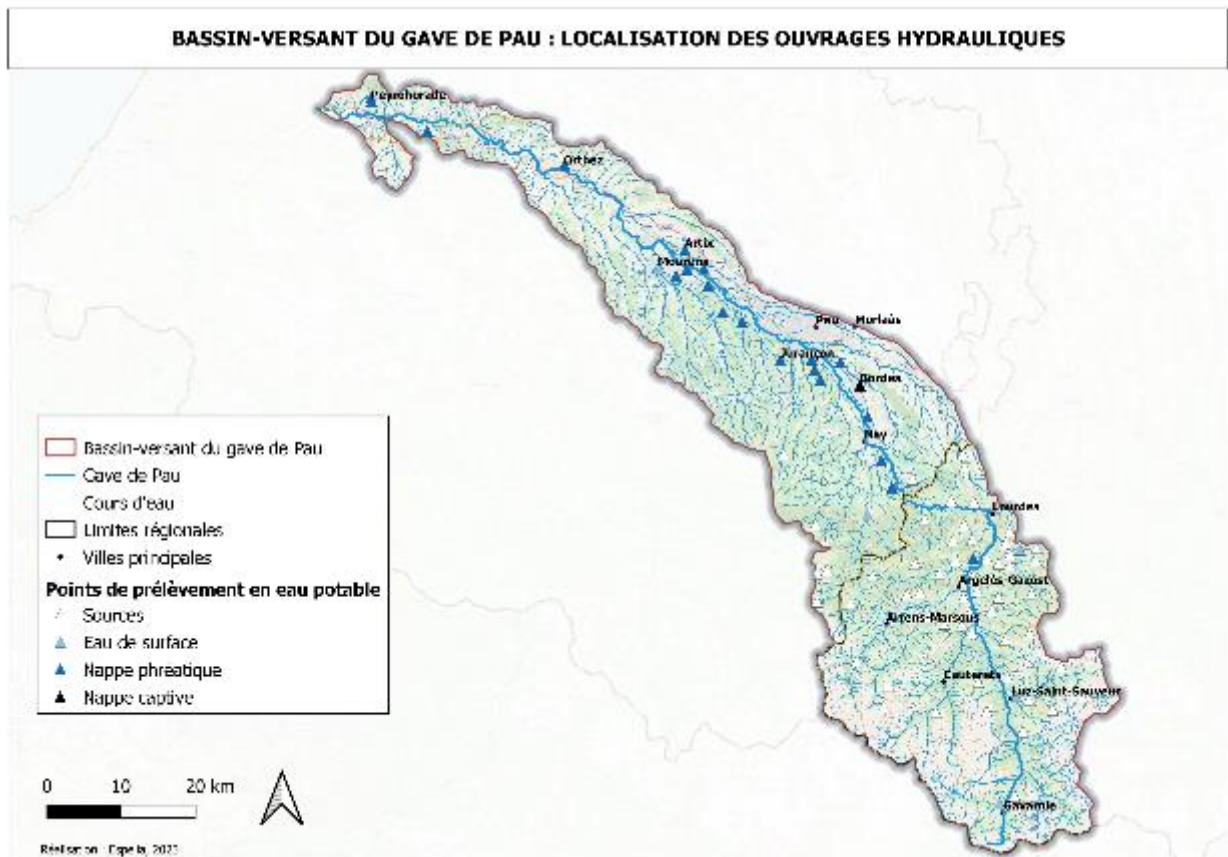 BASSIN-VERSANT DU GAVE DE PAU : LOCALISATION DES OUVRAGES HYDRAULIQUES
Peyrehorade
Orthez
Artix
Mourenx
Pau
Morlaàs
Jurançon
Bordes
Nay
Lourdes
Argelès-Gazost
Arrens-Marsous
Cauterets
Luz-Saint-Sauveur
Gavarnie
Bassin-versant du gave de Pau
Gave de Pau
Cours d'eau
Limites régionales
Villes principales
Points de prélèvement en eau potable
Sources
Eau de surface
Nappe phréatique
Nappe captive
0 10 20 km
Réalisation : Espelia, 2023